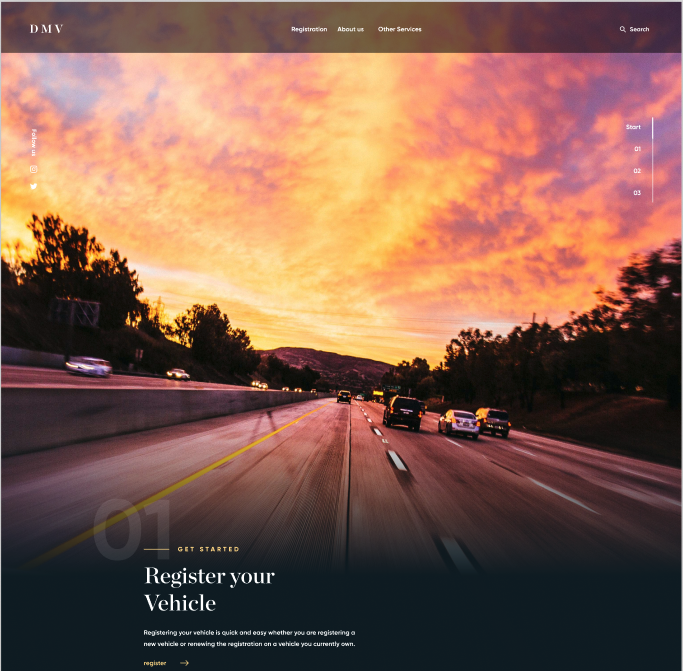 DMV
Registration About us Other Services
Search
Follow us
Start
01
02
03
01
GET STARTED
Register your
Vehicle
Registering your vehicle is quick and easy whether you are registering a
new vehicle or renewing the registration on a vehicle you currently own.
register